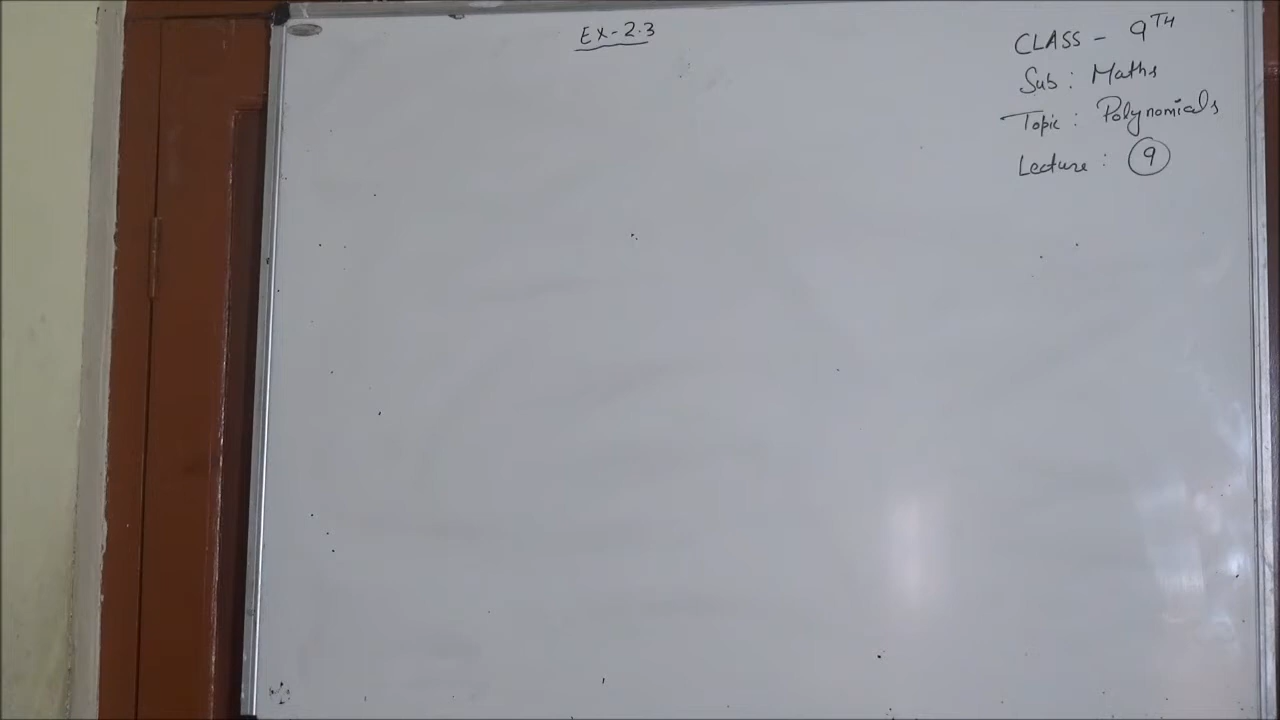 EX-2.3
CLASS - 9TH
Sub : Maths
Topic : Polynomials
Lecture : 9